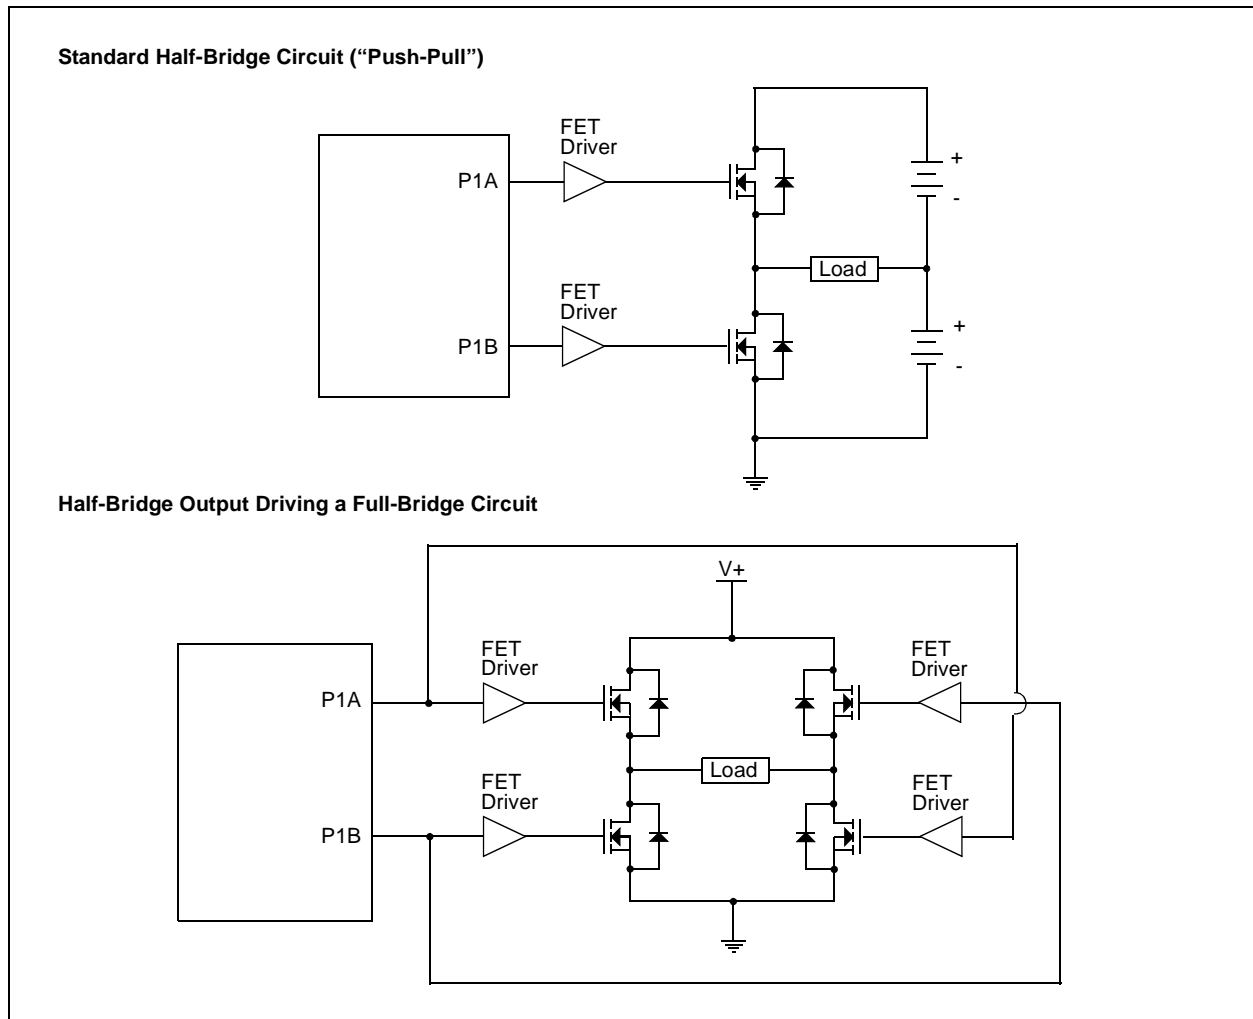 Standard Half-Bridge Circuit (“Push-Pull”)
FET
Driver
P1A
+
-
Load
FET
Driver
P1B
+
-
Half-Bridge Output Driving a Full-Bridge Circuit
V+
FET
Driver
FET
Driver
P1A
Load
FET
Driver
FET
Driver
P1B